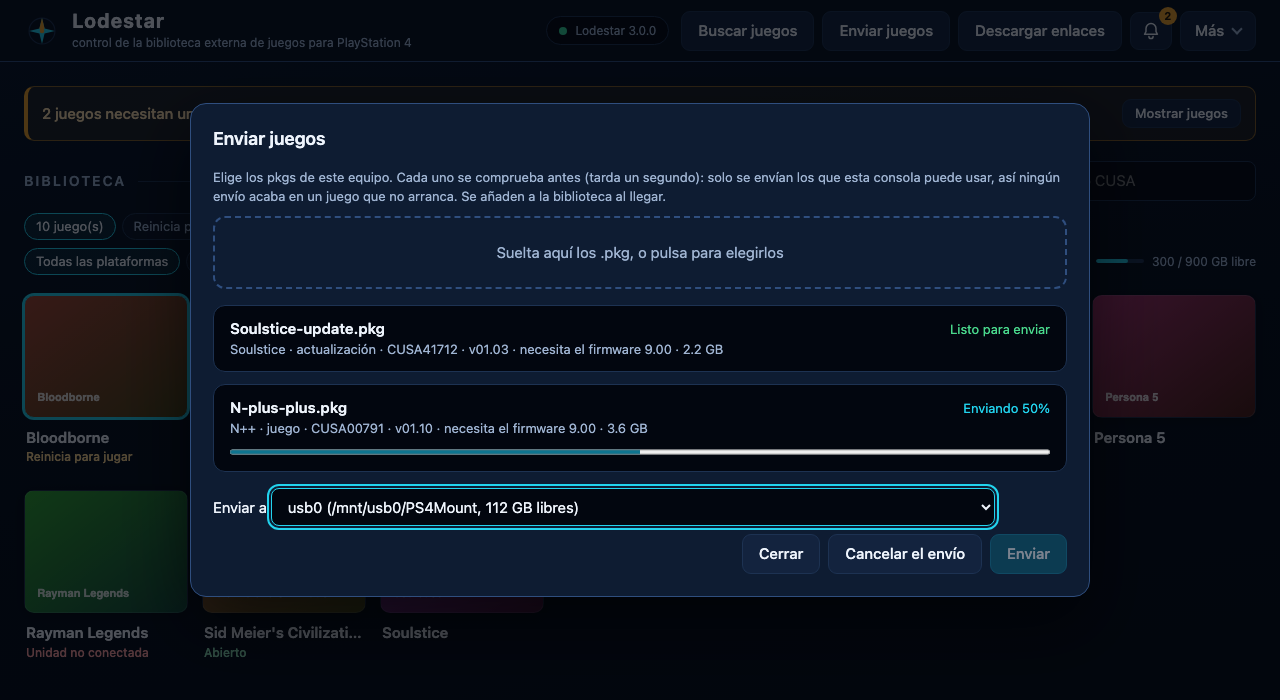 Lodestar
control de la biblioteca externa de juegos para PlayStation 4
Lodestar 3.0.0
Buscar juegos
Enviar juegos
Descargar enlaces
2
Más
2 juegos necesitan
Mostrar juegos
BIBLIOTECA
CUSA
10 juego(s)
Reinicia
Todas las plataformas
300 / 900 GB libre
Enviar juegos
Elige los pkgs de este equipo. Cada uno se comprueba antes (tarda un segundo): solo se envían los que esta consola puede usar, así ningún
envío acaba en un juego que no arranca. Se añaden a la biblioteca al llegar.
Suelta aquí los .pkg, o pulsa para elegirlos
Soulstice-update.pkg
Listo para enviar
Soulstice · actualización · CUSA41712 · v01.03 · necesita el firmware 9.00 · 2.2 GB
N-plus-plus.pkg
Enviando 50%
N++ · juego · CUSA00791 · v01.10 · necesita el firmware 9.00 · 3.6 GB
Enviar a
usb0 (/mnt/usb0/PS4Mount, 112 GB libres)
Cerrar
Cancelar el envío
Enviar
Bloodborne
Bloodborne
Reinicia para jugar
Persona 5
Persona 5
Rayman Legends
Rayman Legends
Unidad no conectada
Sid Meier's Civilizati...
Abierto
Soulstice